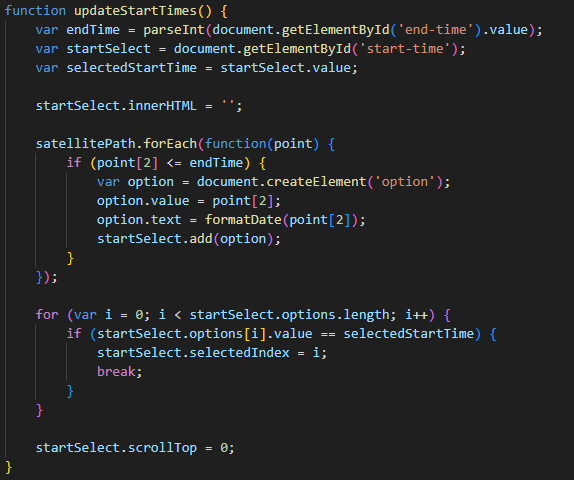 function updateStartTimes() {
    var endTime = parseInt(document.getElementById('end-time').value);
    var startSelect = document.getElementById('start-time');
    var selectedStartTime = startSelect.value;

    startSelect.innerHTML = '';

    satellitePath.forEach(function(point) {
        if (point[2] <= endTime) {
            var option = document.createElement('option');
            option.value = point[2];
            option.text = formatDate(point[2]);
            startSelect.add(option);
        }
    });

    for (var i = 0; i < startSelect.options.length; i++) {
        if (startSelect.options[i].value == selectedStartTime) {
            startSelect.selectedIndex = i;
            break;
        }
    }

    startSelect.scrollTop = 0;
}